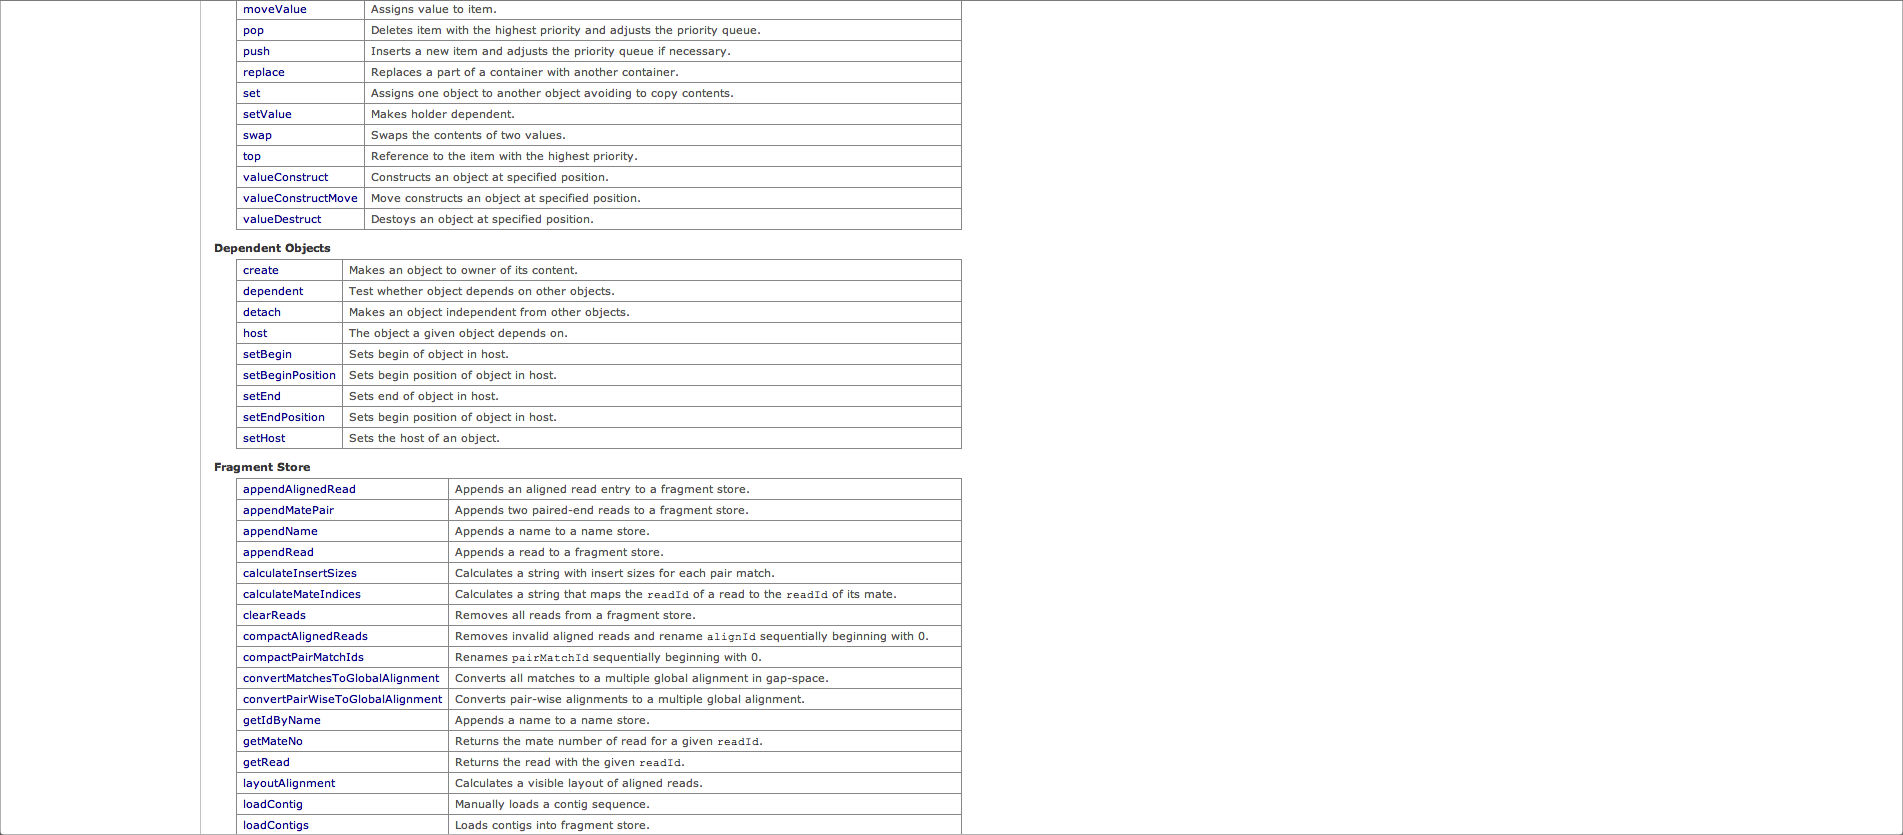 moveValue Assigns value to item.
pop Deletes item with the highest priority and adjusts the priority queue.
push Inserts a new item and adjusts the priority queue if necessary.
replace Replaces a part of a container with another container.
set Assigns one object to another object avoiding to copy contents.
setValue Makes holder dependent.
swap Swaps the contents of two values.
top Reference to the item with the highest priority.
valueConstruct Constructs an object at specified position.
valueConstructMove Move constructs an object at specified position.
valueDestruct Destoys an object at specified position.
Dependent Objects
create Makes an object to owner of its content.
dependent Test whether object depends on other objects.
detach Makes an object independent from other objects.
host The object a given object depends on.
setBegin Sets begin of object in host.
setBeginPosition Sets begin position of object in host.
setEnd Sets end of object in host.
setEndPosition Sets begin position of object in host.
setHost Sets the host of an object.
Fragment Store
appendAlignedRead Appends an aligned read entry to a fragment store.
appendMatePair Appends two paired-end reads to a fragment store.
appendName Appends a name to a name store.
appendRead Appends a read to a fragment store.
calculateInsertSizes Calculates a string with insert sizes for each pair match.
calculateMateIndices Calculates a string that maps the readId of a read to the readId of its mate.
clearReads Removes all reads from a fragment store.
compactAlignedReads Removes invalid aligned reads and rename alignId sequentially beginning with 0.
compactPairMatchIds Renames pairMatchId sequentially beginning with 0.
convertMatchesToGlobalAlignment Converts all matches to a multiple global alignment in gap-space.
convertPairWiseToGlobalAlignment Converts pair-wise alignments to a multiple global alignment.
getIdByName Appends a name to a name store.
getMateNo Returns the mate number of read for a given readId.
getRead Returns the read with the given readId.
layoutAlignment Calculates a visible layout of aligned reads.
loadContig Manually loads a contig sequence.
loadContigs Loads contigs into fragment store.